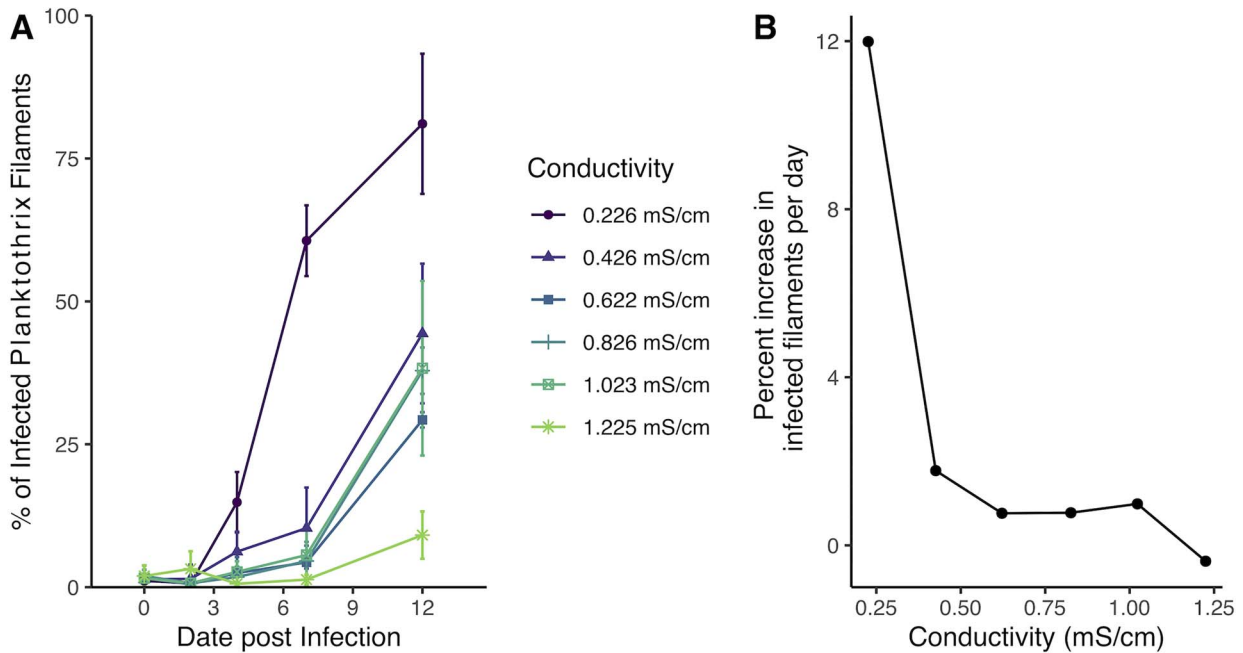 A
% of Infected Planktothrix Filaments
100
75
50
25
0
0 3 6 9 12
Date post Infection
Conductivity
0.226 mS/cm
0.426 mS/cm
0.622 mS/cm
0.826 mS/cm
1.023 mS/cm
1.225 mS/cm
B
Percent increase in
infected filaments per day
12
8
4
0
0.25 0.50 0.75 1.00 1.25
Conductivity (mS/cm)